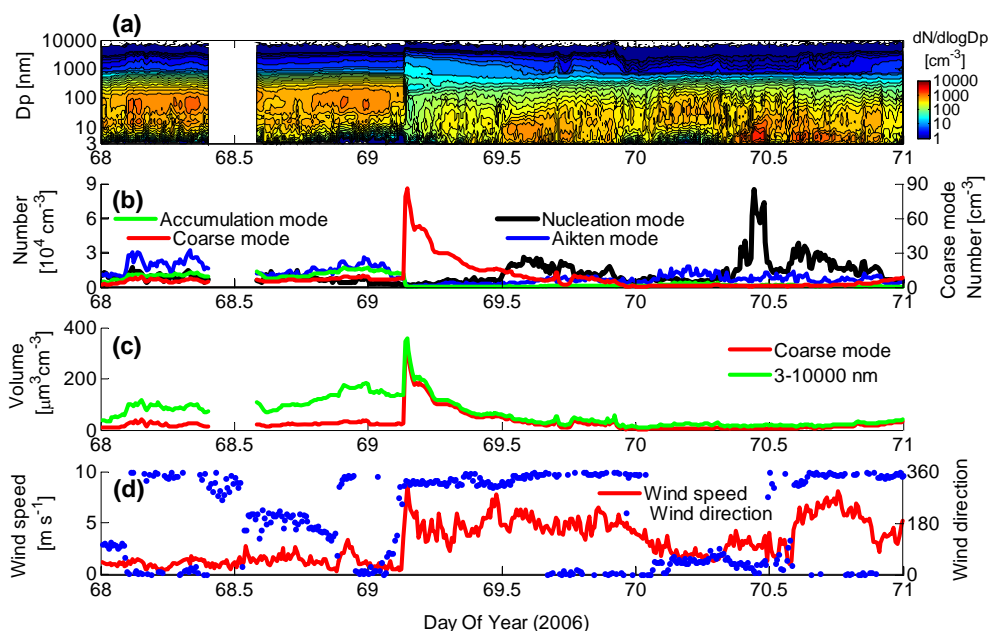 (a)
dN/dlogDp
[cm-3]
10000
1000
100
10
3
Dp [nm]
10000
1000
100
10
1
68 68.5 69 69.5 70 70.5 71
(b)
Number
[10^4 cm-3]
9
6
3
0
Accumulation mode
Coarse mode
Nucleation mode
Aikten mode
90
60
30
0
Coarse mode
Number [cm-3]
68 68.5 69 69.5 70 70.5 71
(c)
Volume
[μm3cm-3]
400
200
0
Coarse mode
3-10000 nm
68 68.5 69 69.5 70 70.5 71
(d)
Wind speed
[m s-1]
10
5
0
Wind speed
Wind direction
360
180
0
Wind direction
68 68.5 69 69.5 70 70.5 71
Day Of Year (2006)